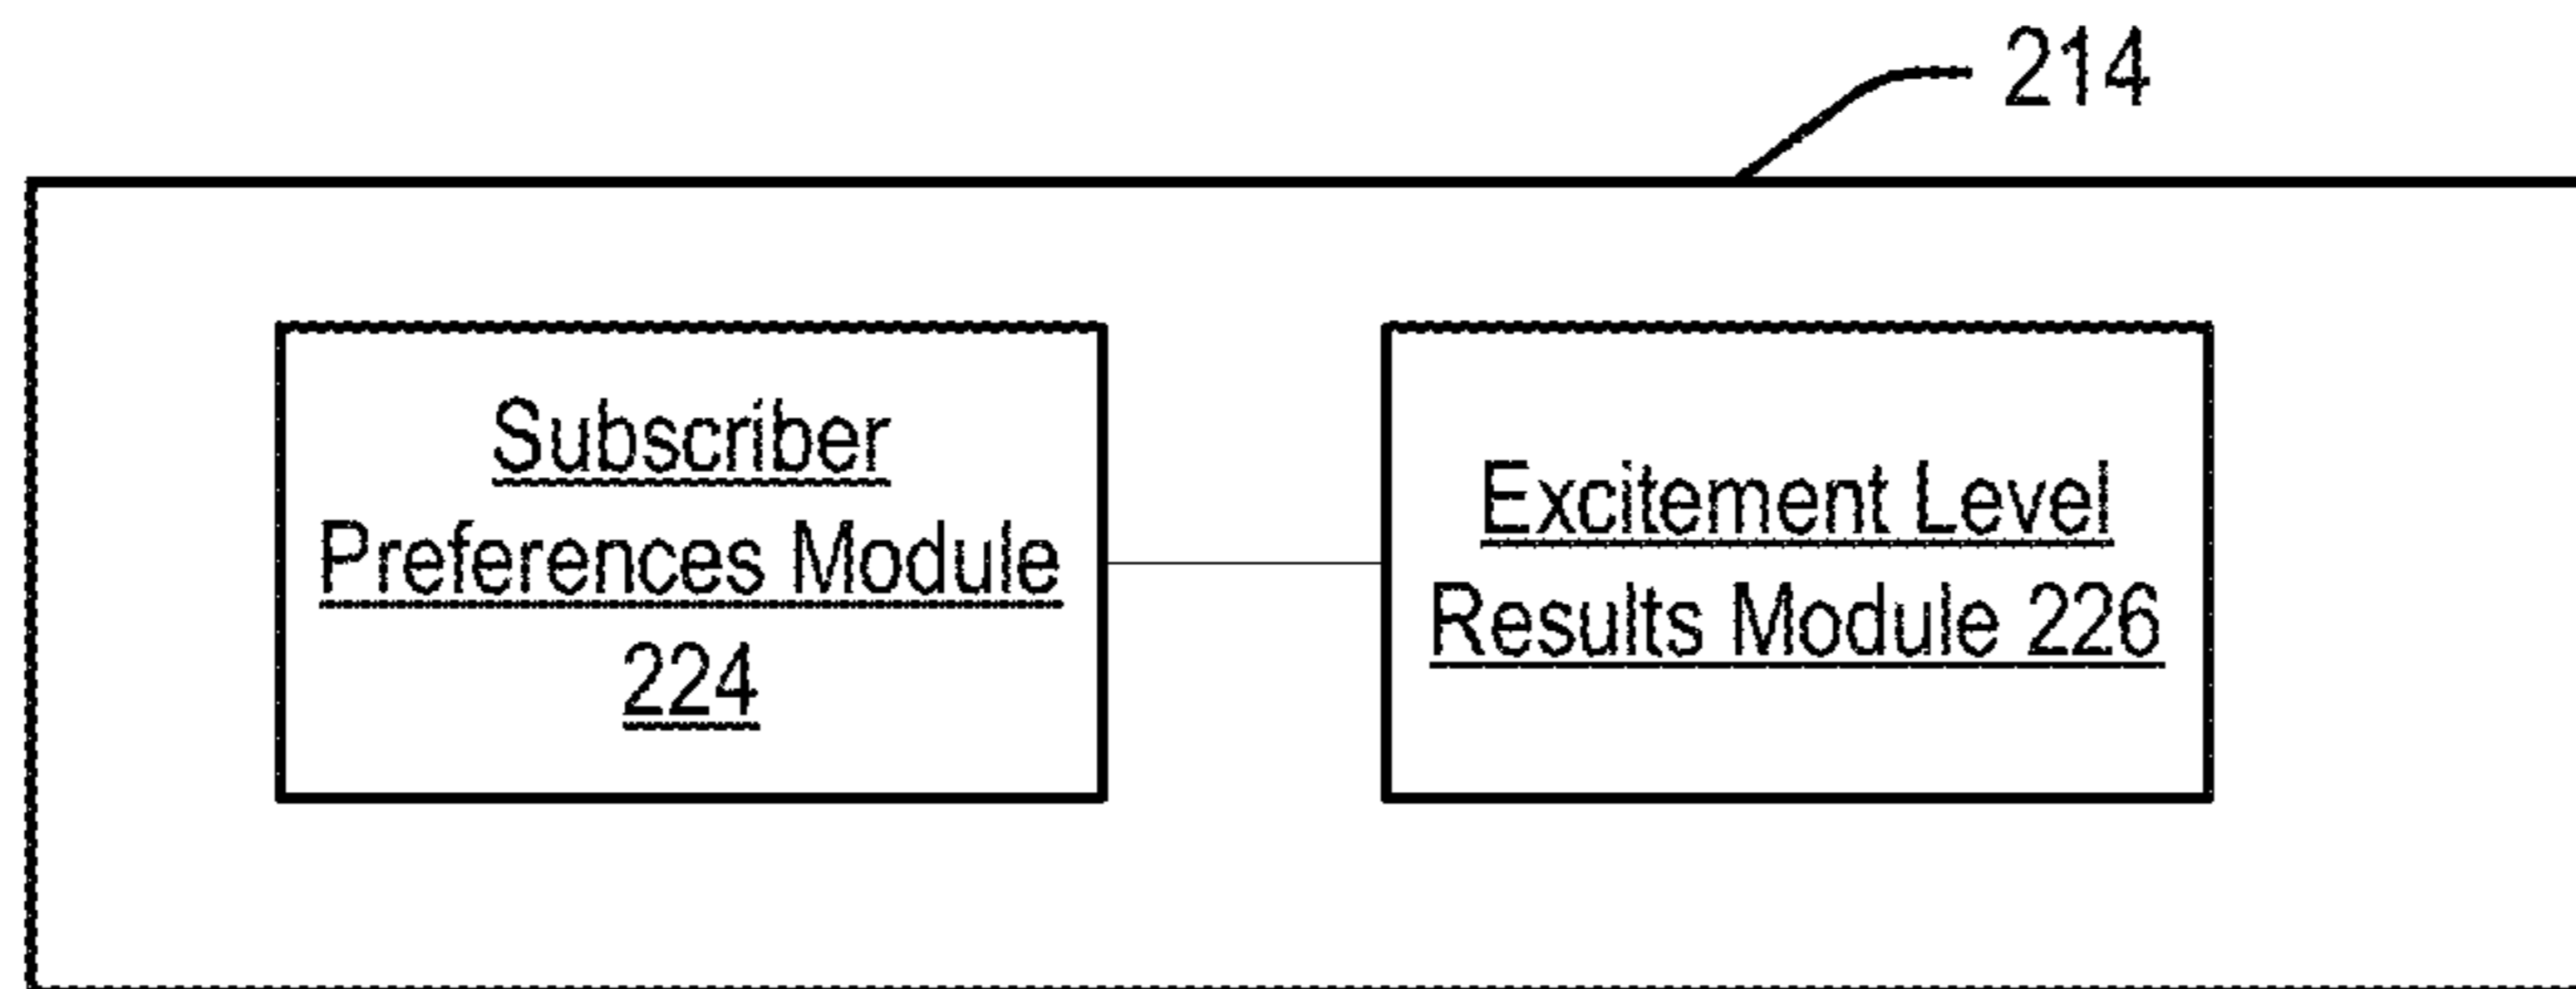 214
Subscriber
Preferences Module
224
Excitement Level
Results Module 226